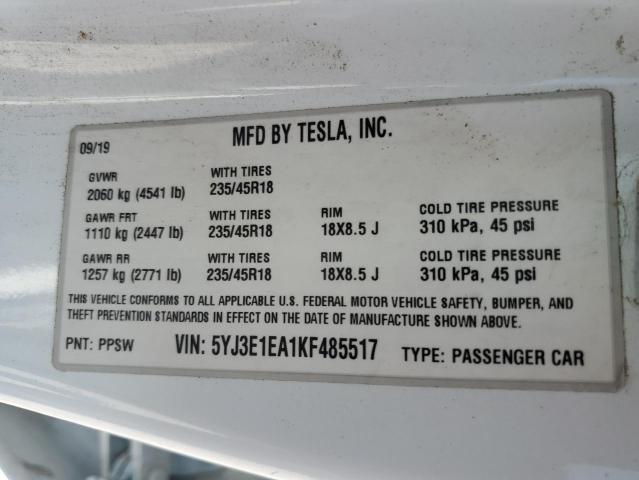 MFD BY TESLA, INC.
09/19
GVWR WITH TIRES
2060 kg (4541 lb) 235/45R18
GAWR FRT WITH TIRES RIM COLD TIRE PRESSURE
1110 kg (2447 lb) 235/45R18 18X8.5 J 310 kPa, 45 psi
GAWR RR WITH TIRES RIM COLD TIRE PRESSURE
1257 kg (2771 lb) 235/45R18 18X8.5 J 310 kPa, 45 psi
THIS VEHICLE CONFORMS TO ALL APPLICABLE U.S. FEDERAL MOTOR VEHICLE SAFETY, BUMPER, AND
THEFT PREVENTION STANDARDS IN EFFECT ON THE DATE OF MANUFACTURE SHOWN ABOVE.
PNT: PPSW VIN: 5YJ3E1EA1KF485517 TYPE: PASSENGER CAR